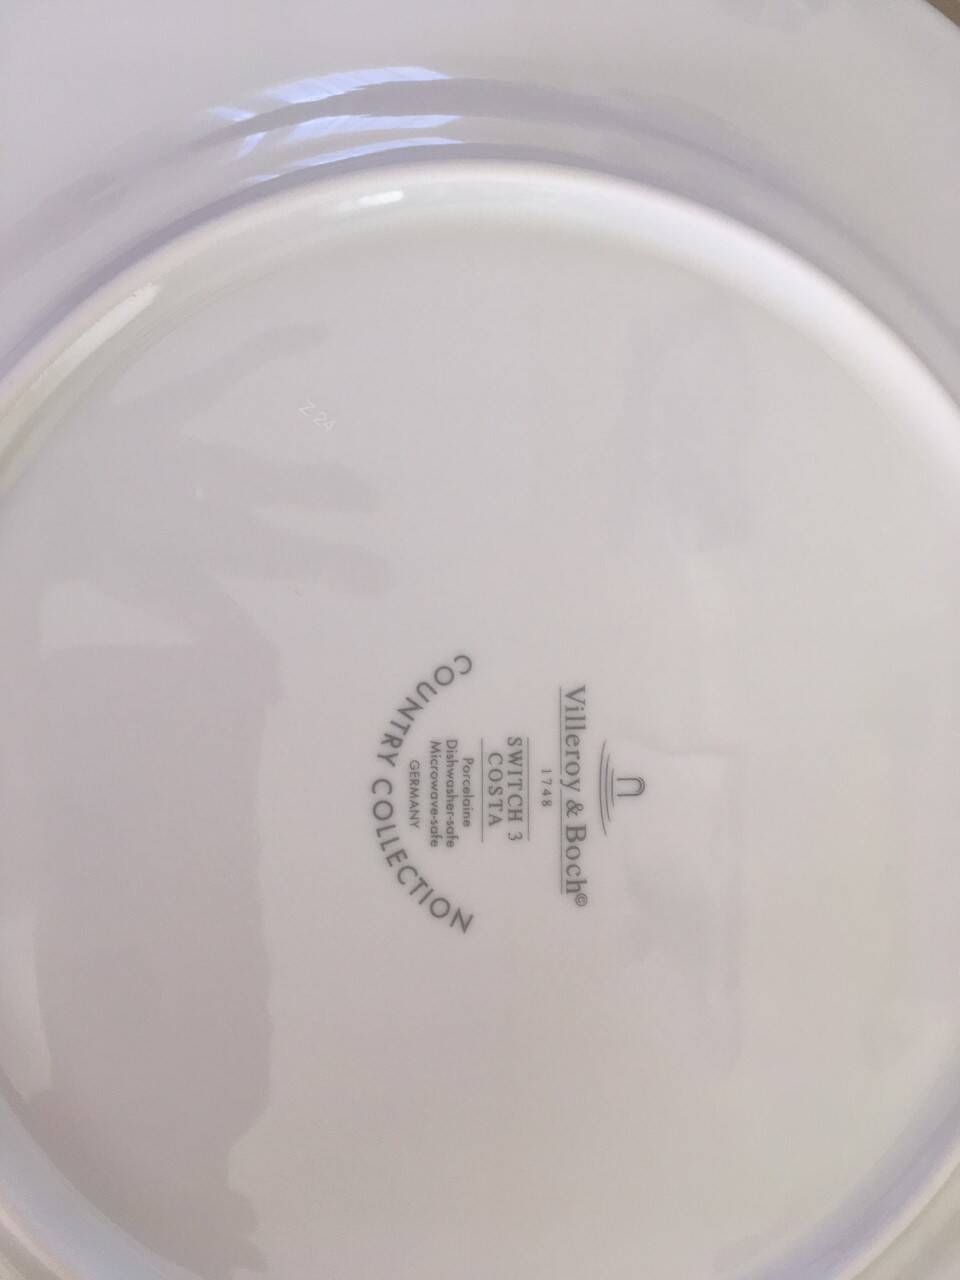 Villeroy & Boch©
1748
SWITCH 3
COSTA
Porcelaine
Dishwasher-safe
Microwave-safe
GERMANY
COUNTRY COLLECTION
Z 24